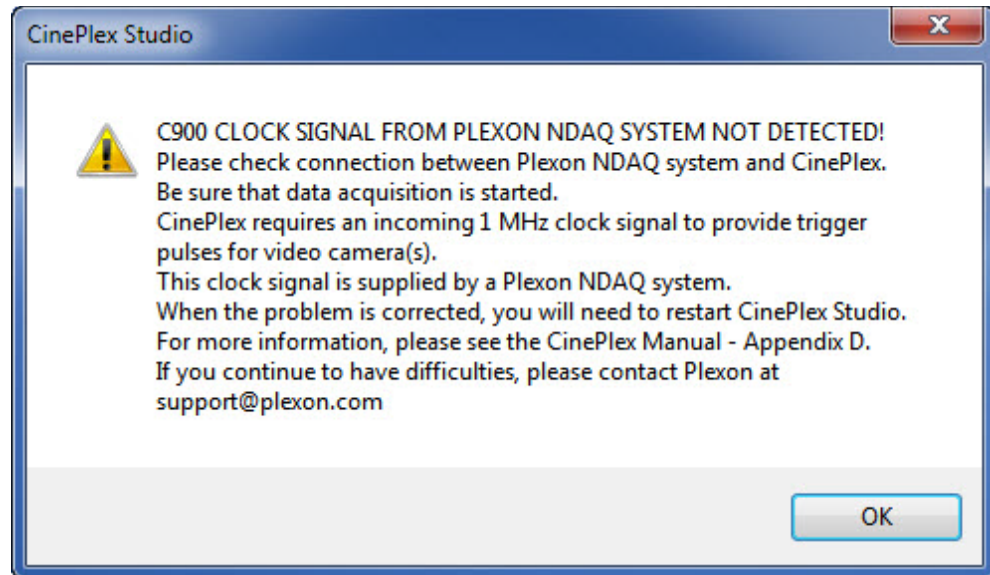 CinePlex Studio
C900 CLOCK SIGNAL FROM PLEXON NDAQ SYSTEM NOT DETECTED!
Please check connection between Plexon NDAQ system and CinePlex.
Be sure that data acquisition is started.
CinePlex requires an incoming 1 MHz clock signal to provide trigger
pulses for video camera(s).
This clock signal is supplied by a Plexon NDAQ system.
When the problem is corrected, you will need to restart CinePlex Studio.
For more information, please see the CinePlex Manual - Appendix D.
If you continue to have difficulties, please contact Plexon at
support@plexon.com
OK